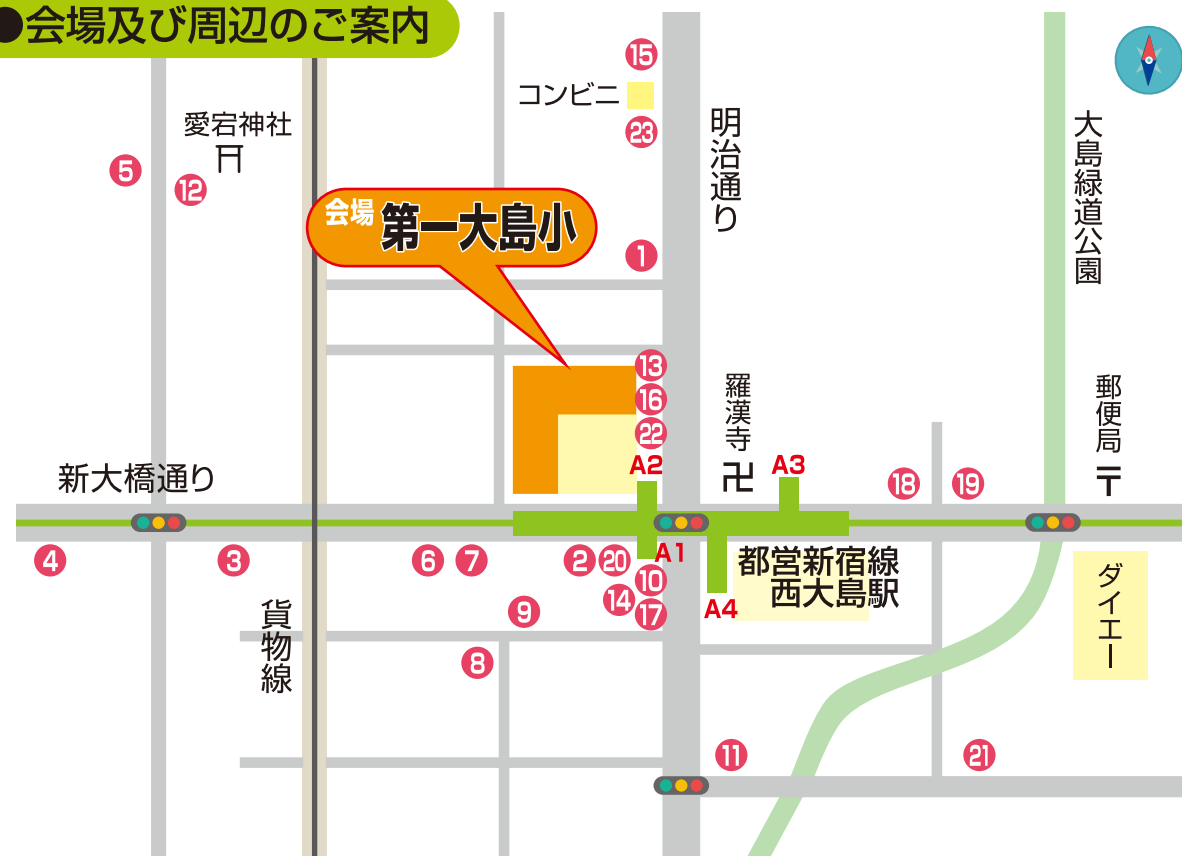 ●会場及び周辺のご案内
15
コンビニ
23
明治通り
大島緑道公園
愛宕神社
5
12
会場 第一大島小
1
13
16
22
羅漢寺
郵便局
〒
A2
卍
A3
新大橋通り
18
19
4
3
6
7
2
20
A1
都営新宿線
西大島駅
10
14
17
A4
9
8
貨物線
ダイエー
11
21